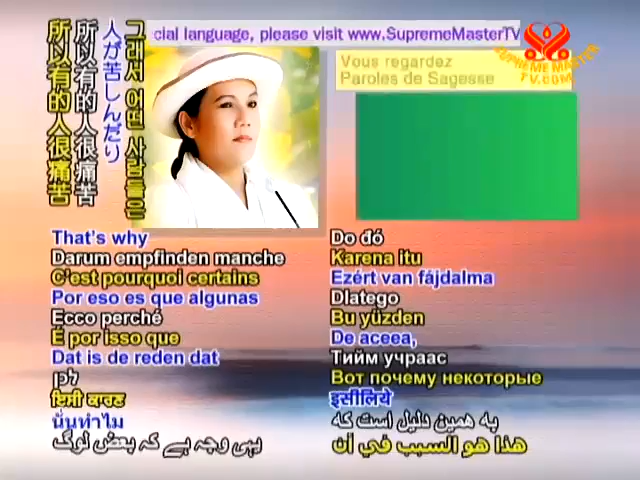 cial language, please visit www.SupremeMasterTV
SUPREME MASTER
TV.COM
Vous regardez
Paroles de Sagesse
그래서 어떤 사람들은
人が苦しんだり
所以有的人很痛苦
所以有的人很痛苦
That's why
Darum empfinden manche
C'est pourquoi certains
Por eso es que algunas
Ecco perché
É por isso que
Dat is de reden dat
לכן
ਇਸੀ ਕਾਰਣ
นั่นทำไม
یہی وجہ ہے کہ بعض لوگ
Do đó
Karena itu
Ezért van fájdalma
Dlatego
Bu yüzden
De aceea,
Тийм учраас
Вот почему некоторые
इसीलिये
به همین دلیل است که
هذا هو السبب في أن